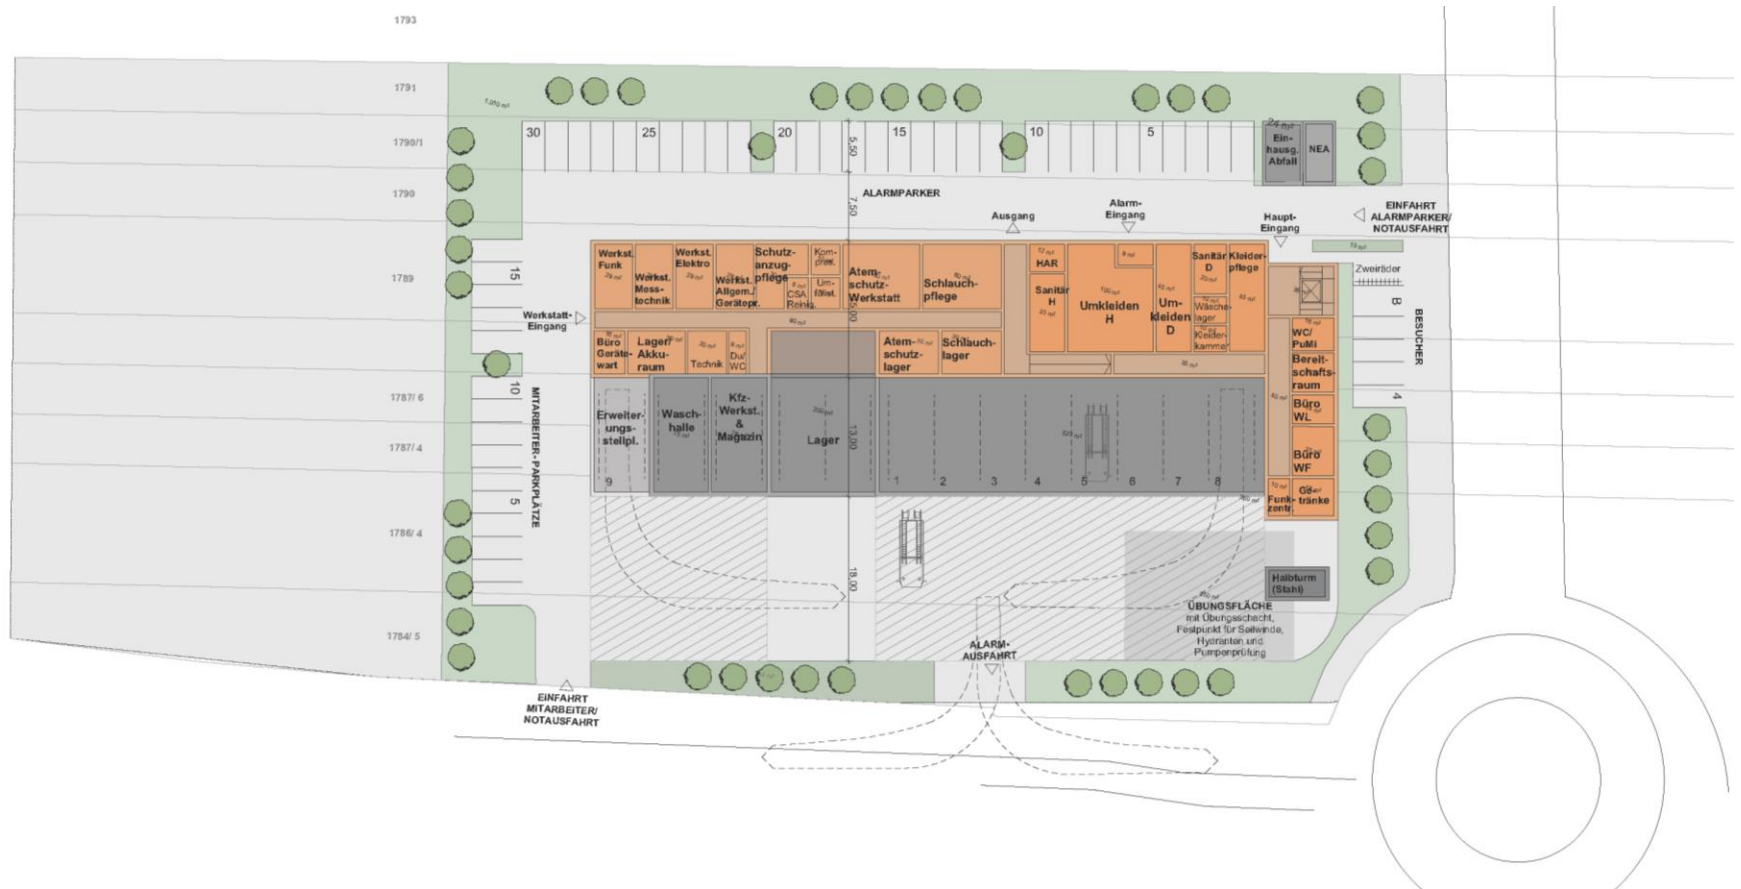 1793
1791
1790/1
1790
1789
1787/ 6
1787/ 4
1786/ 4
1784/ 5
1.050 m²
30
25
20
15
10
5
5,50
7,50
ALARMPARKER
24 m²
Ein-
hausg.
Abfall
NEA
Ausgang
Alarm-
Eingang
Haupt-
Eingang
EINFAHRT
ALARMPARKER/
NOTAUSFAHRT
Zweiräder
8
BESUCHER
4
15
10
5
MITARBEITER-PARKPLÄTZE
Werkstatt-
Eingang
Werkst.
Funk
Werkst.
Mess-
technik
Werkst.
Elektro
Werkst.
Allgem./
Gerätepr.
Schutz-
anzug-
pflege
Kom-
pres.
CSA
Reinig.
Um-
füllst.
Atem
schutz-
Werkstatt
Schlauch-
pflege
HAR
Sanitär
H
Umkleiden
H
Um-
kleiden
D
Sanitär
D
Wäsche-
lager
Kleider-
kammer
Kleider-
pflege
Büro
Geräte-
wart
Lager/
Akku-
raum
Technik
Du/
WC
Atem-
schutz-
lager
Schlauch-
lager
WC/
PuMi
Bereit-
schafts-
raum
Büro
WL
Büro
WF
Funk-
zentr.
Ge-
tränke
Erweiter-
ungs-
stellpl.
Wasch-
halle
Kfz-
Werkst.
&
Magazin
Lager
13,00
9
1
2
3
4
5
6
7
8
18,00
Halbturm
(Stahl)
ÜBUNGSFLÄCHE
mit Übungsschacht,
Festpunkt für Seilwinde,
Hydranten und
Pumpenprüfung
ALARM-
AUSFAHRT
EINFAHRT
MITARBEITER/
NOTAUSFAHRT